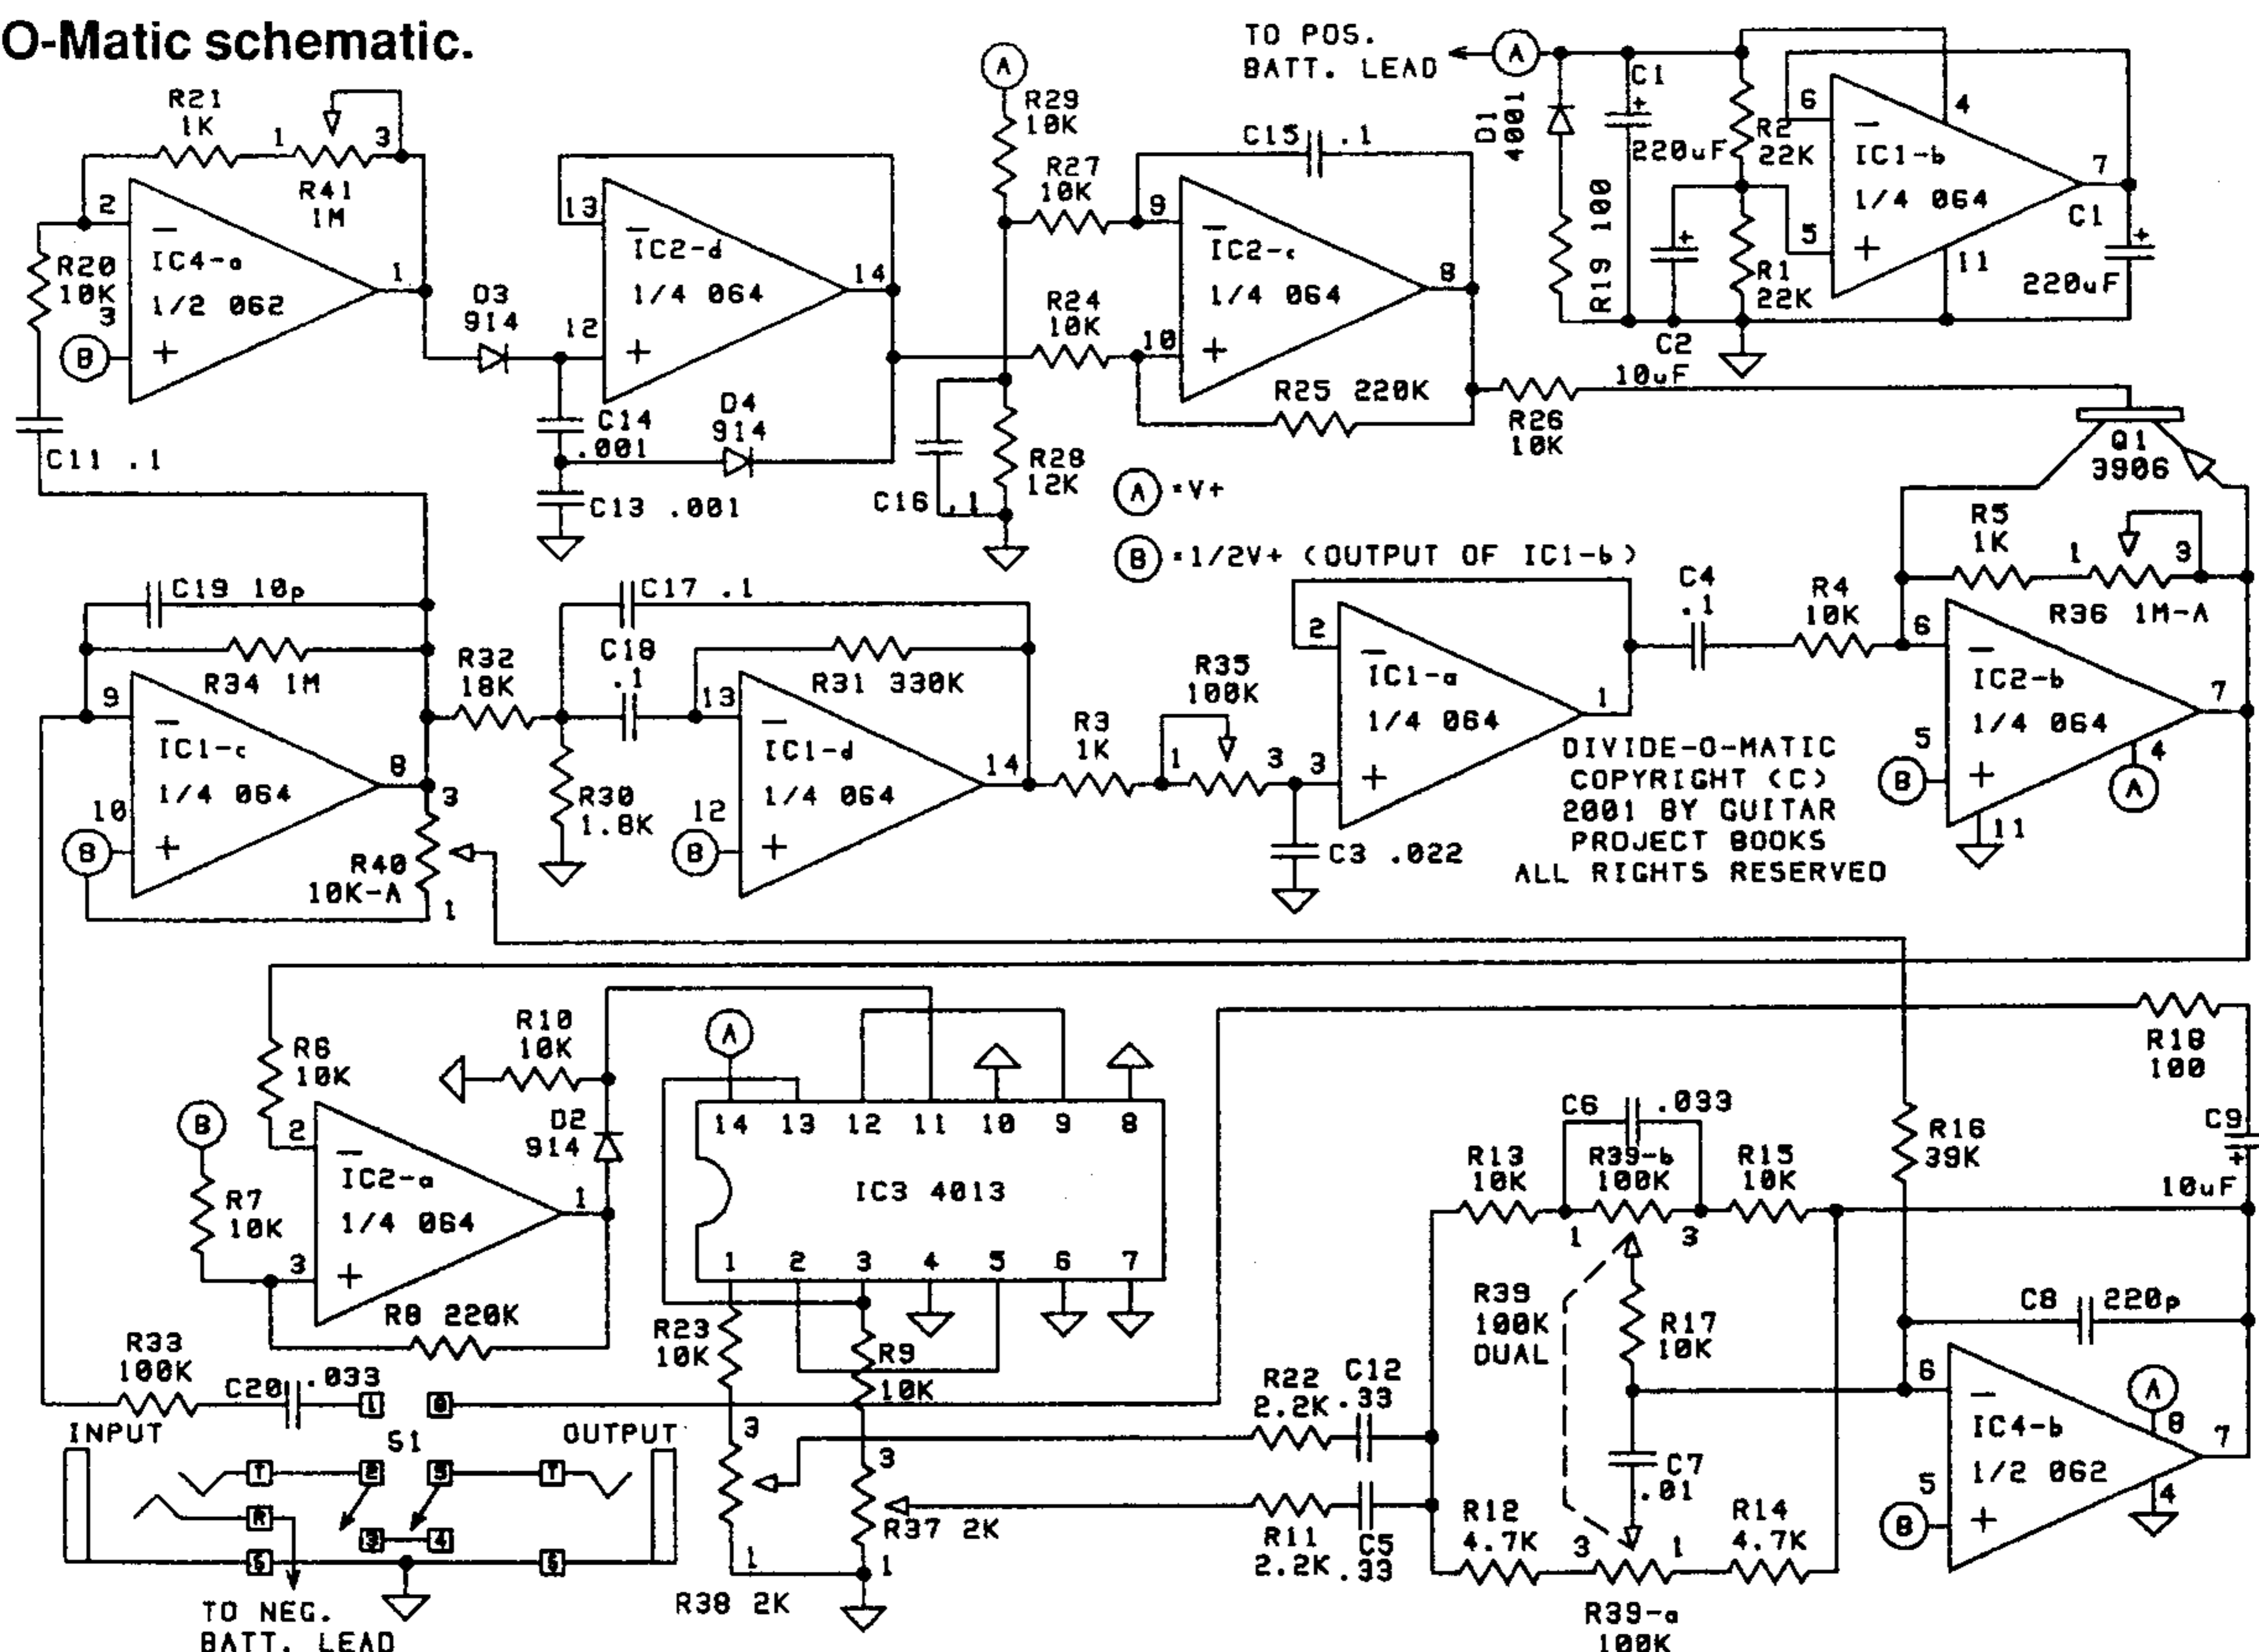 O-Matic schematic.
TO POS.
BATT. LEAD
A
R21
1K
1
3
R41
1M
2
R20
10K
3
B
IC4-a
1/2 062
1
C11 .1
D3
914
13
IC2-d
1/4 064
14
12
C14
.001
D4
914
C13 .001
A
R29
10K
R27
10K
R24
10K
C15 .1
9
IC2-c
1/4 064
8
10
R25 220K
R28
12K
C16 .1
R26
10K
A
D1
4001
R19 100
C1
220uF
R2
22K
6
4
IC1-b
1/4 064
7
5
11
R1
22K
C1
220uF
C2
10uF
Q1
3906
A =V+
B =1/2V+ (OUTPUT OF IC1-b)
C19 10p
R34 1M
9
IC1-c
1/4 064
8
10
B
3
R40
10K-A
1
R32
18K
C17 .1
C18
.1
R31 330K
13
IC1-d
1/4 064
14
12
B
R30
1.8K
R3
1K
R35
100K
1
3
2
IC1-a
1/4 064
1
3
C3 .022
C4
.1
R4
10K
R5
1K
1
3
R36 1M-A
6
IC2-b
1/4 064
7
5
B
4
A
11
DIVIDE-O-MATIC
COPYRIGHT (C)
2001 BY GUITAR
PROJECT BOOKS
ALL RIGHTS RESERVED
R6
10K
B
R7
10K
2
IC2-a
1/4 064
1
3
R8 220K
R10
10K
D2
914
A
14 13 12 11 10 9 8
IC3 4013
1 2 3 4 5 6 7
R23
10K
R9
10K
3
3
R37 2K
1
1
R38 2K
R33
100K
C20 .033
1
6
INPUT
S1
OUTPUT
T
2
5
T
R
3
4
S
S
TO NEG.
BATT. LEAD
R22
2.2K
C12
.33
R11
2.2K
C5
.33
C6 .033
R13
10K
R39-b
100K
R15
10K
1
3
R39
100K
DUAL
R17
10K
C7
.01
R12
4.7K
3
1
R14
4.7K
R39-a
100K
R16
39K
R18
100
C9
10uF
C8 220p
6
IC4-b
1/2 062
7
A
8
5
B
4